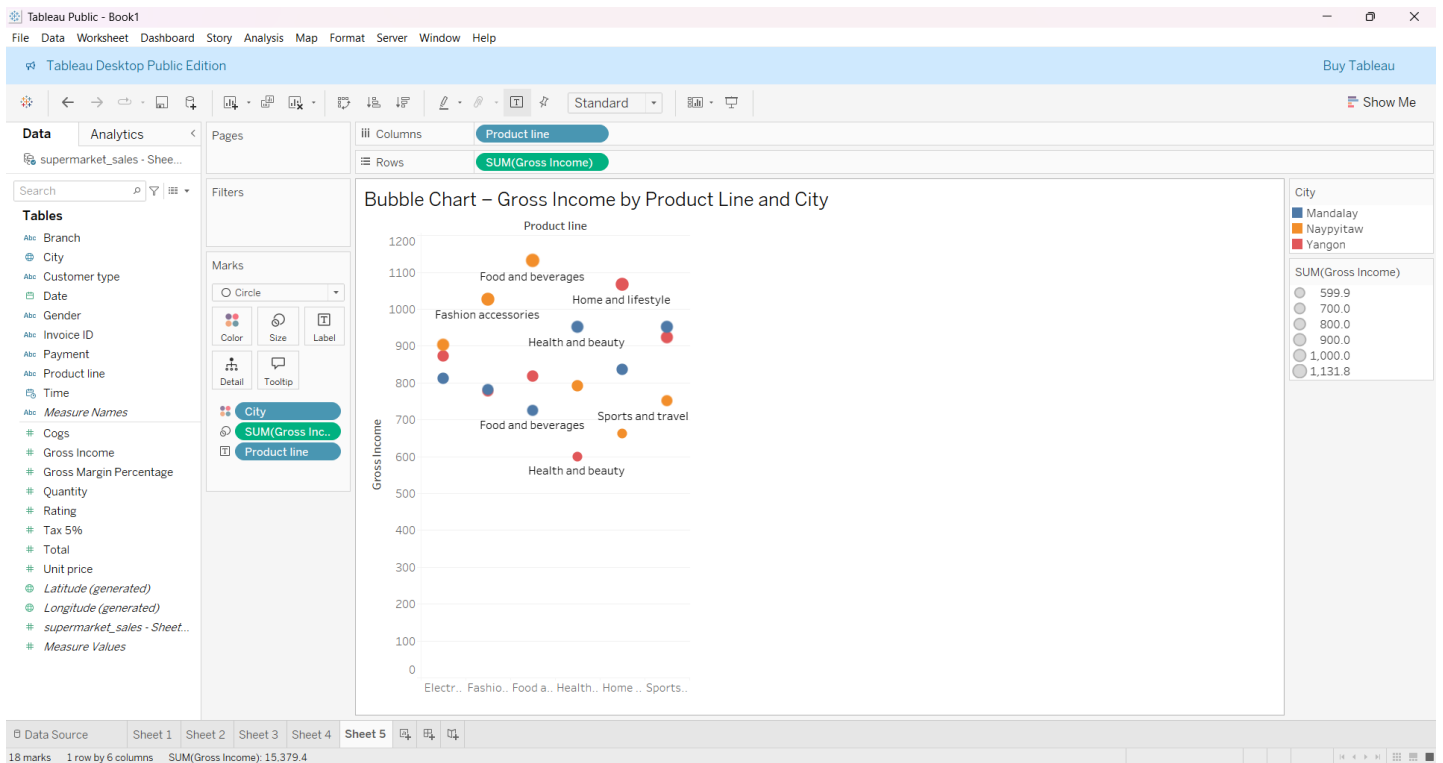 Tableau Public - Book1
File Data Worksheet Dashboard Story Analysis Map Format Server Window Help
Tableau Desktop Public Edition
Buy Tableau
Standard
Show Me
Data
Analytics
supermarket_sales - Shee...
Search
Tables
Abc Branch
City
Abc Customer type
Date
Abc Gender
Abc Invoice ID
Abc Payment
Abc Product line
Time
Abc Measure Names
# Cogs
# Gross Income
# Gross Margin Percentage
# Quantity
# Rating
# Tax 5%
# Total
# Unit price
Latitude (generated)
Longitude (generated)
# supermarket_sales - Sheet...
# Measure Values
Pages
Filters
Marks
Circle
Color
Size
T
Label
Detail
Tooltip
City
SUM(Gross Inc..
T Product line
Columns
Product line
Rows
SUM(Gross Income)
Bubble Chart – Gross Income by Product Line and City
Product line
1200
1100
1000
900
800
700
600
500
400
300
200
100
0
Gross Income
Food and beverages
Home and lifestyle
Fashion accessories
Health and beauty
Sports and travel
Food and beverages
Health and beauty
Electr..
Fashio..
Food a..
Health..
Home ..
Sports..
City
Mandalay
Naypyitaw
Yangon
SUM(Gross Income)
599.9
700.0
800.0
900.0
1,000.0
1,131.8
Data Source
Sheet 1
Sheet 2
Sheet 3
Sheet 4
Sheet 5
18 marks 1 row by 6 columns SUM(Gross Income): 15,379.4